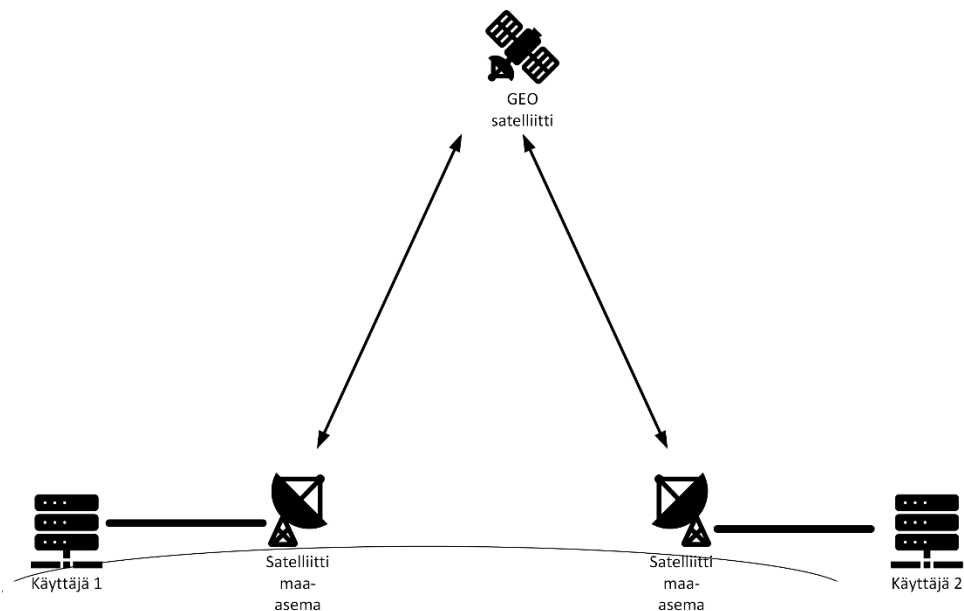 GEO
satelliitti
Käyttäjä 1
Satelliitti
maa-
asema
Satelliitti
maa-
asema
Käyttäjä 2